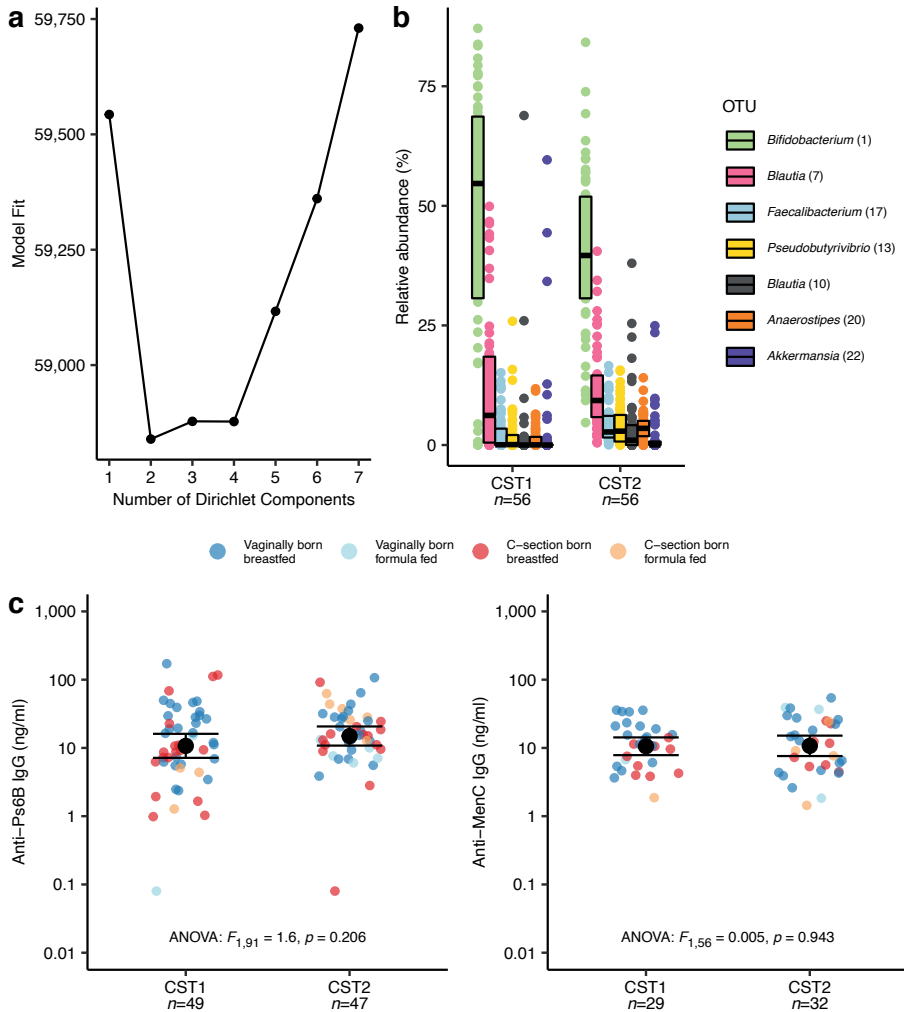 a
59,750
59,500
59,250
59,000
Model Fit
1 2 3 4 5 6 7
Number of Dirichlet Components
b
75
50
25
0
Relative abundance (%)
CST1
n=56
CST2
n=56
OTU
Bifidobacterium (1)
Blautia (7)
Faecalibacterium (17)
Pseudobutyrivibrio (13)
Blautia (10)
Anaerostipes (20)
Akkermansia (22)
Vaginally born
breastfed
Vaginally born
formula fed
C−section born
breastfed
C−section born
formula fed
c
1,000
100
10
1
0.1
0.01
Anti−Ps6B IgG (ng/ml)
ANOVA: F1,91 = 1.6, p = 0.206
CST1
n=49
CST2
n=47
1,000
100
10
1
0.1
0.01
Anti−MenC IgG (ng/ml)
ANOVA: F1,56 = 0.005, p = 0.943
CST1
n=29
CST2
n=32